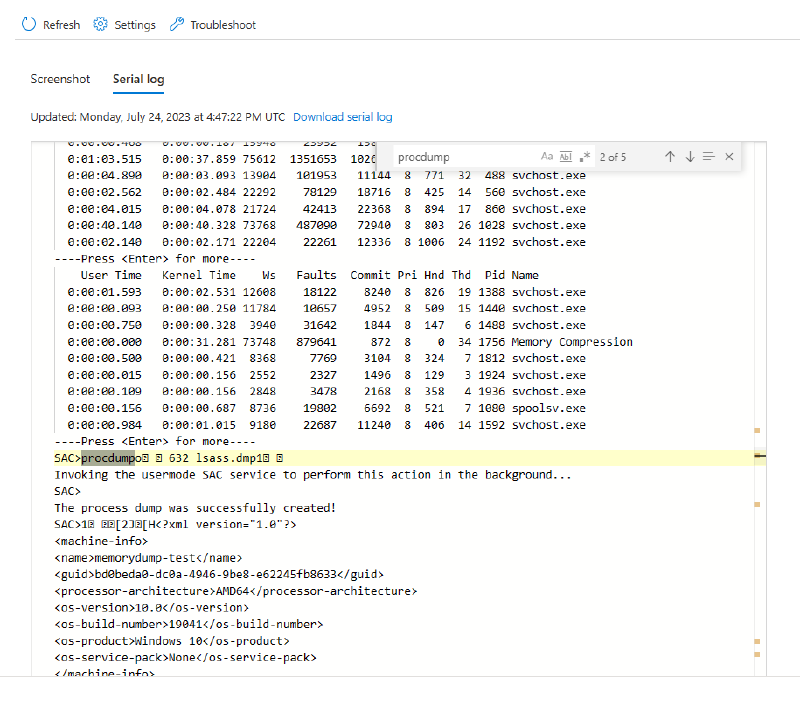 Refresh Settings Troubleshoot
Screenshot Serial log
Updated: Monday, July 24, 2023 at 4:47:22 PM UTC Download serial log
procdump Aa Abl .* 2 of 5
0:01:03.515 0:00:37.859 75612 1351653
0:00:04.890 0:00:03.093 13904 101953 11144 8 771 32 488 svchost.exe
0:00:02.562 0:00:02.484 22292 78129 18716 8 425 14 560 svchost.exe
0:00:04.015 0:00:04.078 21724 42413 22368 8 894 17 860 svchost.exe
0:00:40.140 0:00:40.328 73768 487090 72940 8 803 26 1028 svchost.exe
0:00:02.140 0:00:02.171 22204 22261 12336 8 1006 24 1192 svchost.exe
----Press <Enter> for more----
User Time Kernel Time Ws Faults Commit Pri Hnd Thd Pid Name
0:00:01.593 0:00:02.531 12608 18122 8240 8 826 19 1388 svchost.exe
0:00:00.093 0:00:00.250 11784 10657 4952 8 509 15 1440 svchost.exe
0:00:00.750 0:00:00.328 3940 31642 1844 8 147 6 1488 svchost.exe
0:00:00.000 0:00:31.281 73748 879641 872 8 0 34 1756 Memory Compression
0:00:00.500 0:00:00.421 8368 7769 3104 8 324 7 1812 svchost.exe
0:00:00.015 0:00:00.156 2552 2327 1496 8 129 3 1924 svchost.exe
0:00:00.109 0:00:00.156 2848 3478 2168 8 358 4 1936 svchost.exe
0:00:00.156 0:00:00.687 8736 19802 6692 8 521 7 1080 spoolsv.exe
0:00:00.984 0:00:01.015 9180 22687 11240 8 406 14 1592 svchost.exe
----Press <Enter> for more----
SAC>procdumpo 632 lsass.dmp1
Invoking the usermode SAC service to perform this action in the background...
SAC>
The process dump was successfully created!
SAC>1 [2J[H<?xml version="1.0"?>
<machine-info>
<name>memorydump-test</name>
<guid>bd0beda0-dc0a-4946-9be8-e62245fb8633</guid>
<processor-architecture>AMD64</processor-architecture>
<os-version>10.0</os-version>
<os-build-number>19041</os-build-number>
<os-product>Windows 10</os-product>
<os-service-pack>None</os-service-pack>
</machine-info>